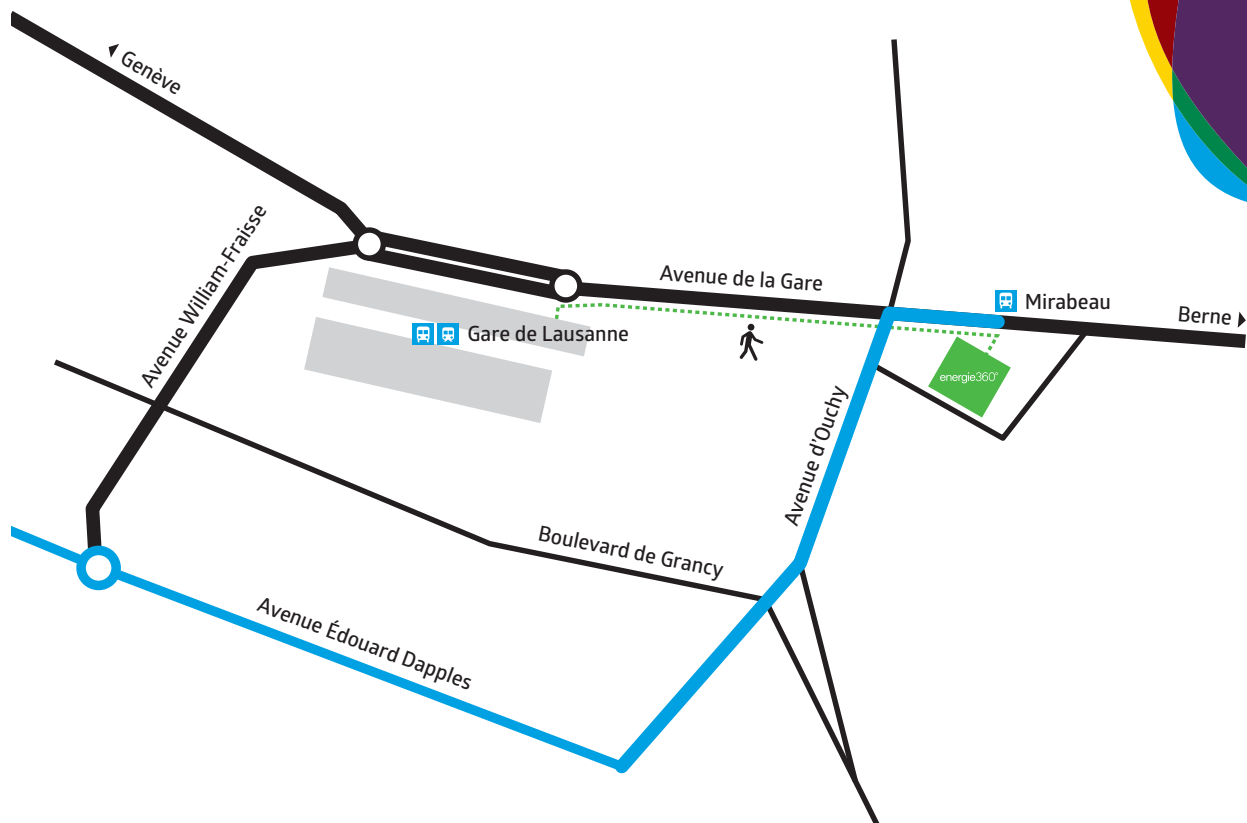 Genève
Avenue William-Fraisse
Avenue de la Gare
Mirabeau
Berne
Gare de Lausanne
energie360°
Avenue d'Ouchy
Boulevard de Grancy
Avenue Édouard Dapples